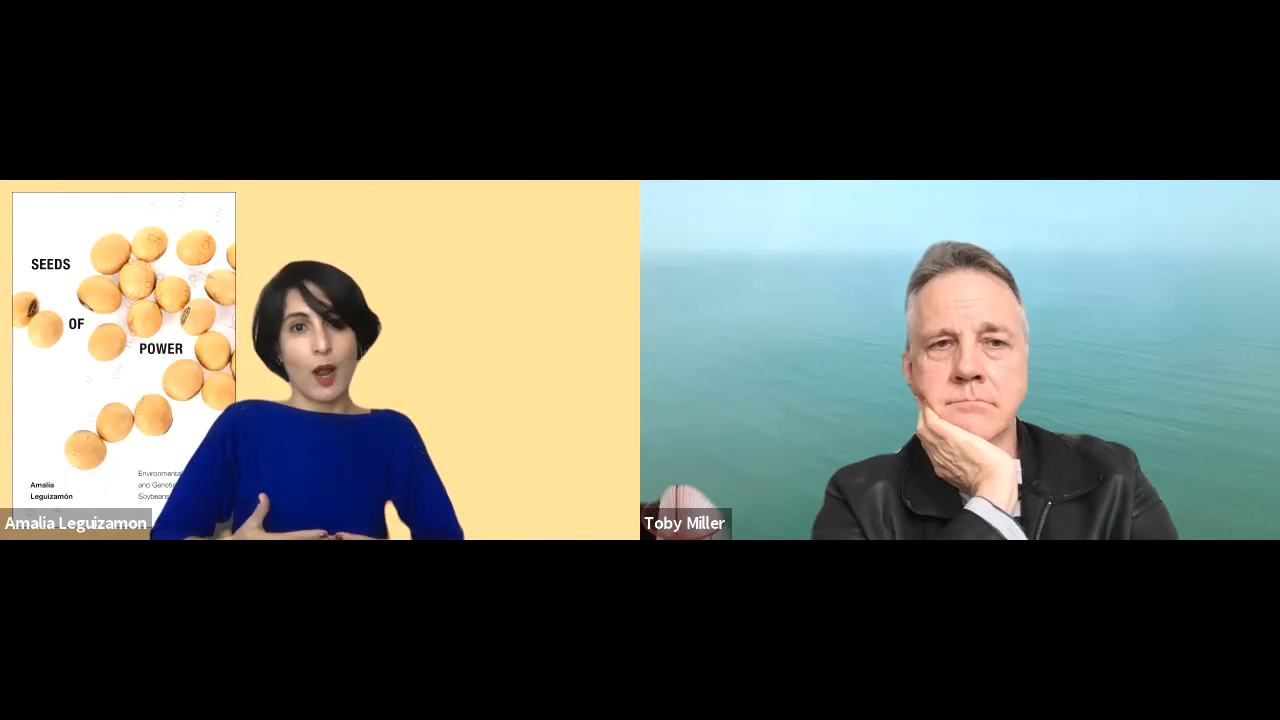 SEEDS
OF
POWER
Environmental
and Genetic
Soybeans
Amalia
Leguizamón
Amalia Leguizamon
Toby Miller